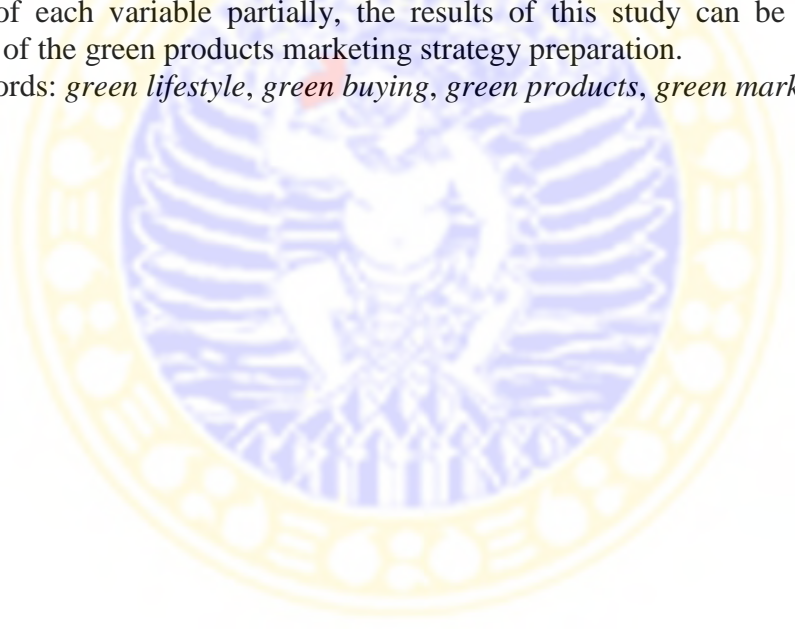 of each variable partially, the results of this study can be
of the green products marketing strategy preparation.
ords: green lifestyle, green buying, green products, green mark